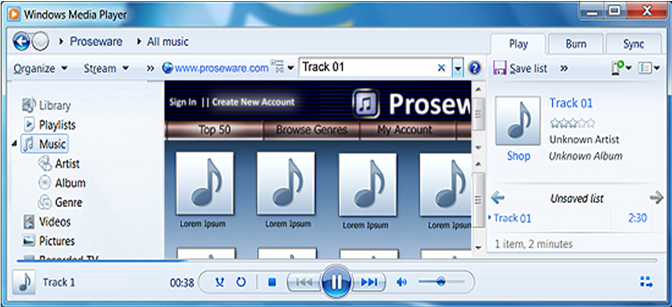 Windows Media Player
Proseware
All music
Play
Burn
Sync
Organize
Stream
»
www.proseware.com
Track 01
Save list
»
Library
Playlists
Music
Artist
Album
Genre
Videos
Pictures
Recorded TV
Sign In || Create New Account
Proseware
Top 50
Browse Genres
My Account
Lorem Ipsum
Lorem Ipsum
Lorem Ipsum
Lorem Ipsum
Track 01
Unknown Artist
Shop
Unknown Album
Unsaved list
Track 01 2:30
1 item, 2 minutes
Track 1
00:38